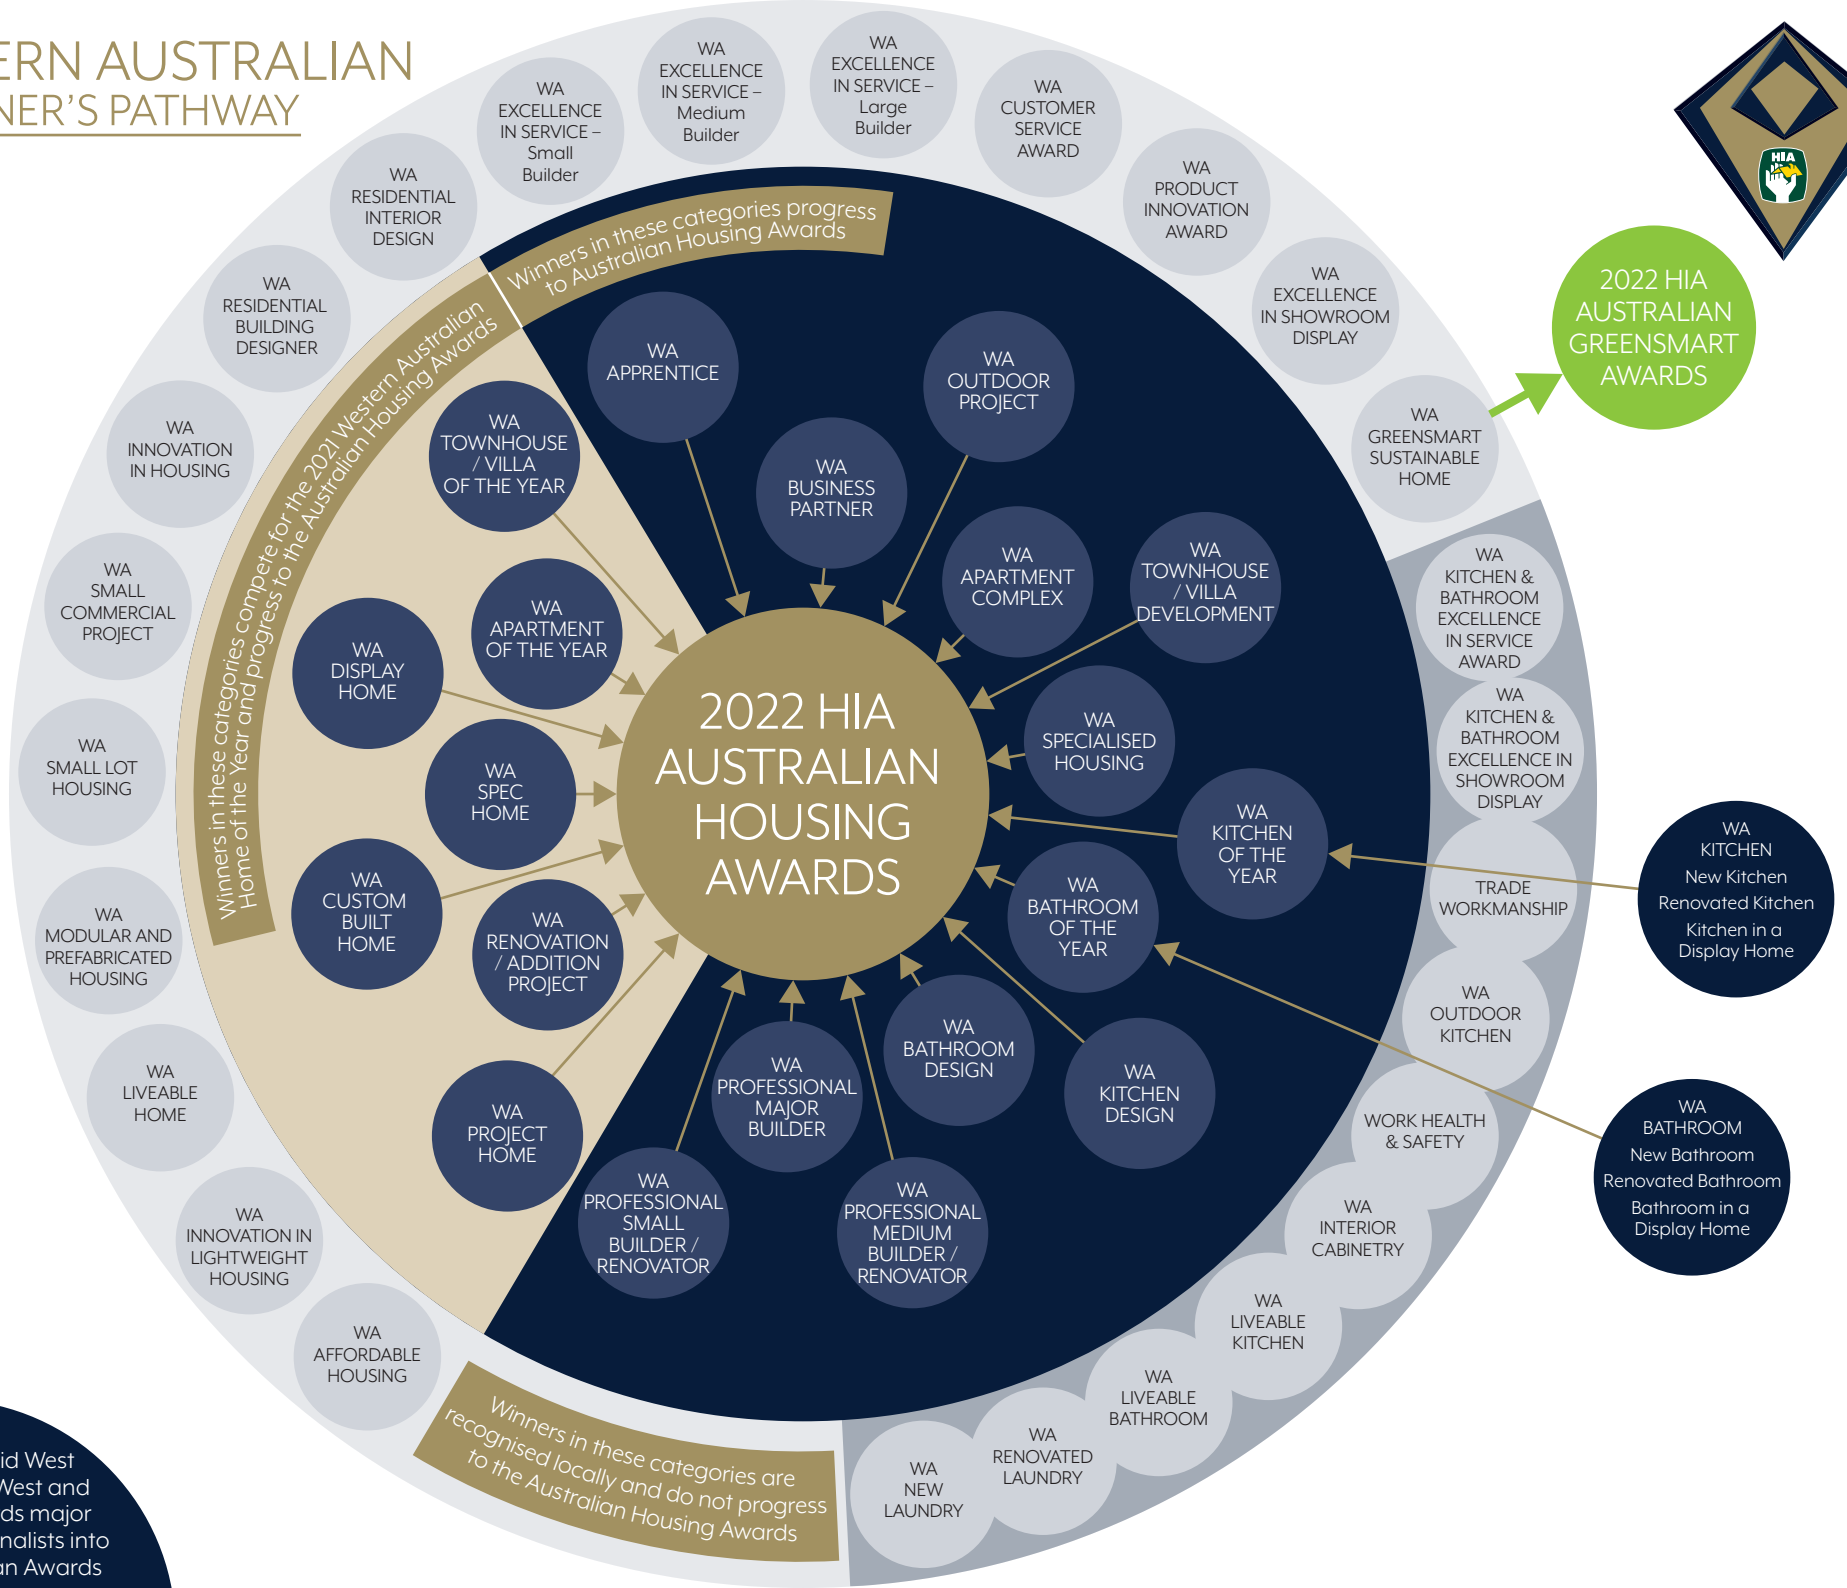 ERN AUSTRALIAN
NER'S PATHWAY
WA
EXCELLENCE
IN SERVICE –
Small
Builder
WA
EXCELLENCE
IN SERVICE –
Medium
Builder
WA
EXCELLENCE
IN SERVICE –
Large
Builder
WA
CUSTOMER
SERVICE
AWARD
WA
PRODUCT
INNOVATION
AWARD
WA
EXCELLENCE
IN SHOWROOM
DISPLAY
WA
GREENSMART
SUSTAINABLE
HOME
HIA
2022 HIA
AUSTRALIAN
GREENSMART
AWARDS
WA
RESIDENTIAL
INTERIOR
DESIGN
WA
RESIDENTIAL
BUILDING
DESIGNER
WA
INNOVATION
IN HOUSING
WA
SMALL
COMMERCIAL
PROJECT
WA
SMALL LOT
HOUSING
WA
MODULAR AND
PREFABRICATED
HOUSING
WA
LIVEABLE
HOME
WA
INNOVATION IN
LIGHTWEIGHT
HOUSING
WA
AFFORDABLE
HOUSING
Winners in these categories progress
to Australian Housing Awards
Winners in these categories compete for the 2021 Western Australian
Home of the Year and progress to the Australian Housing Awards
WA
TOWNHOUSE
/ VILLA
OF THE YEAR
WA
APARTMENT
OF THE YEAR
WA
DISPLAY
HOME
WA
SPEC
HOME
WA
CUSTOM
BUILT
HOME
WA
RENOVATION
/ ADDITION
PROJECT
WA
PROJECT
HOME
WA
APPRENTICE
WA
BUSINESS
PARTNER
WA
OUTDOOR
PROJECT
WA
APARTMENT
COMPLEX
WA
TOWNHOUSE
/ VILLA
DEVELOPMENT
WA
SPECIALISED
HOUSING
WA
KITCHEN
OF THE
YEAR
WA
BATHROOM
OF THE
YEAR
WA
KITCHEN
DESIGN
WA
BATHROOM
DESIGN
WA
PROFESSIONAL
MEDIUM
BUILDER /
RENOVATOR
WA
PROFESSIONAL
MAJOR
BUILDER
WA
PROFESSIONAL
SMALL
BUILDER /
RENOVATOR
2022 HIA
AUSTRALIAN
HOUSING
AWARDS
WA
KITCHEN &
BATHROOM
EXCELLENCE
IN SERVICE
AWARD
WA
KITCHEN &
BATHROOM
EXCELLENCE IN
SHOWROOM
DISPLAY
TRADE
WORKMANSHIP
WA
OUTDOOR
KITCHEN
WORK HEALTH
& SAFETY
WA
INTERIOR
CABINETRY
WA
LIVEABLE
KITCHEN
WA
LIVEABLE
BATHROOM
WA
RENOVATED
LAUNDRY
WA
NEW
LAUNDRY
WA
KITCHEN
New Kitchen
Renovated Kitchen
Kitchen in a
Display Home
WA
BATHROOM
New Bathroom
Renovated Bathroom
Bathroom in a
Display Home
Winners in these categories are
recognised locally and do not progress
to the Australian Housing Awards
id West
West and
ds major
nalists into
an Awards